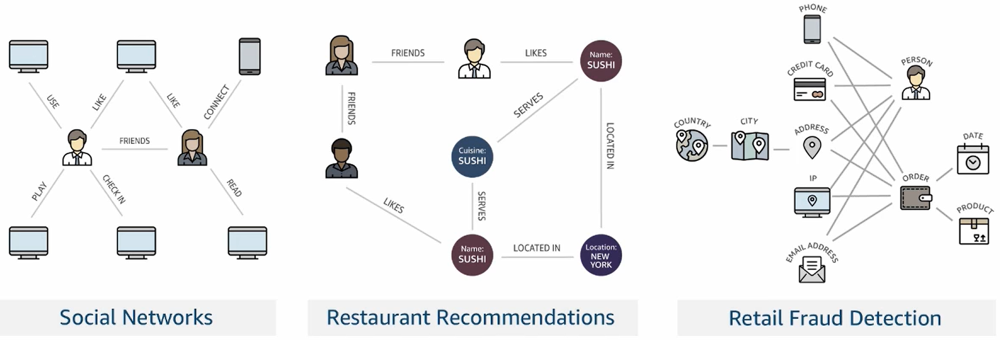 USE
LIKE
LIKE
CONNECT
FRIENDS
PLAY
CHECK IN
READ
Social Networks
FRIENDS
LIKES
Name:
SUSHI
FRIENDS
SERVES
LOCATED IN
Cuisine:
SUSHI
LIKES
SERVES
Name:
SUSHI
LOCATED IN
Location:
NEW
YORK
Restaurant Recommendations
PHONE
CREDIT CARD
PERSON
COUNTRY
CITY
ADDRESS
DATE
IP
ORDER
PRODUCT
EMAIL ADDRESS
Retail Fraud Detection